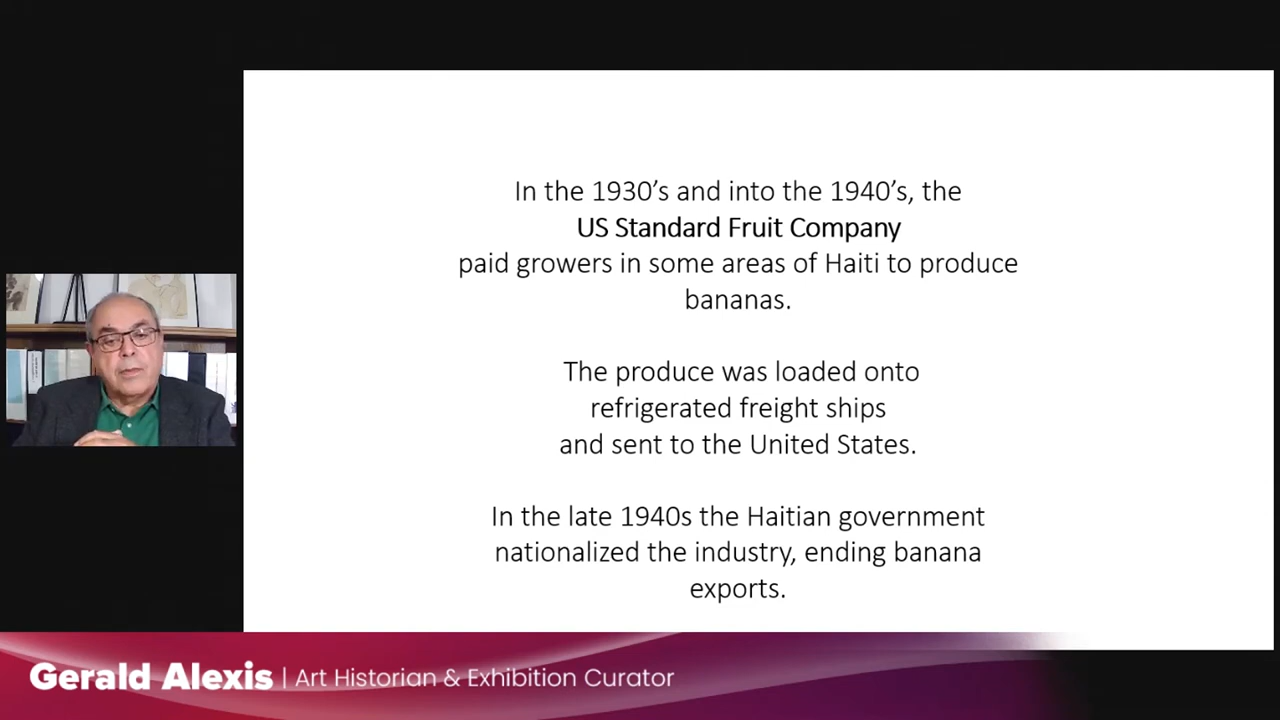 In the 1930’s and into the 1940’s, the
US Standard Fruit Company
paid growers in some areas of Haiti to produce
bananas.
The produce was loaded onto
refrigerated freight ships
and sent to the United States.
In the late 1940s the Haitian government
nationalized the industry, ending banana
exports.
Gerald Alexis | Art Historian & Exhibition Curator